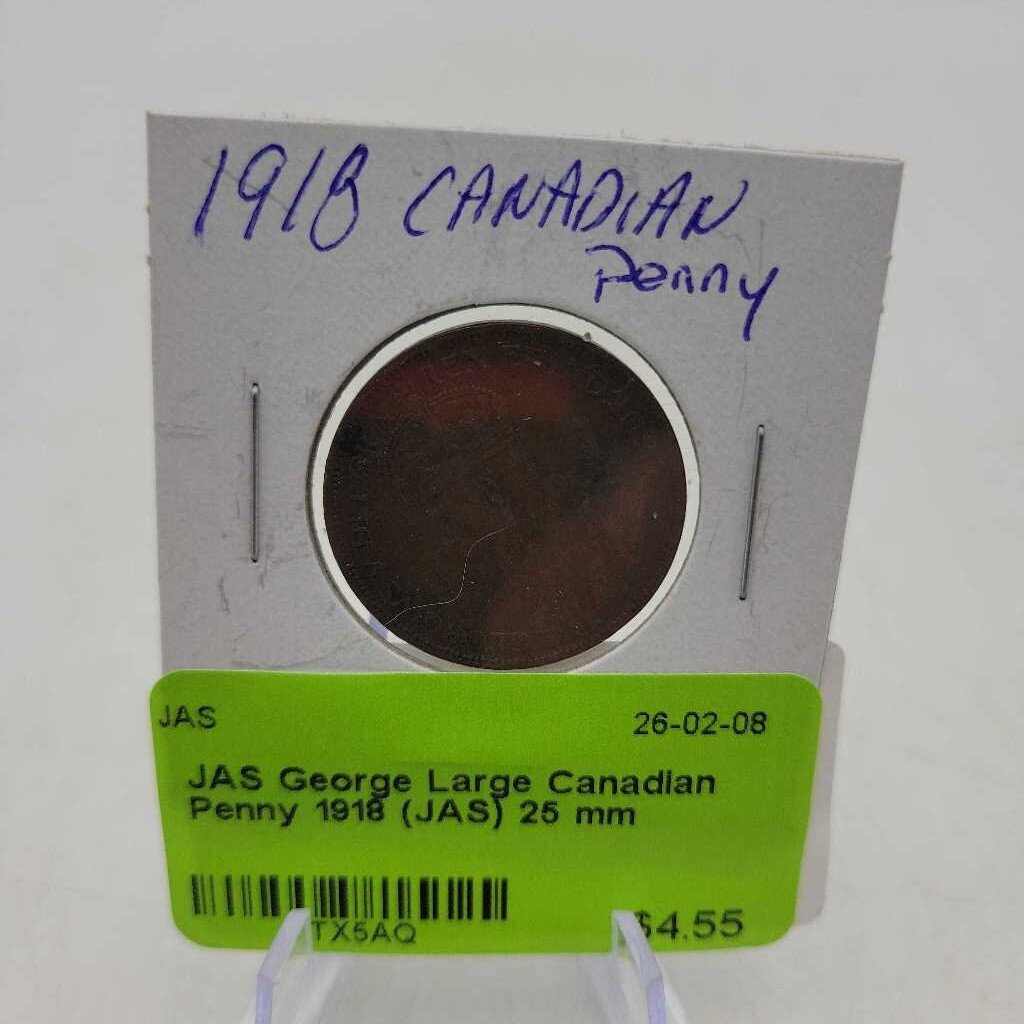 1918 CANADIAN
Penny
JAS 26-02-08
JAS George Large Canadian
Penny 1918 (JAS) 25 mm
TX5AQ $4.55